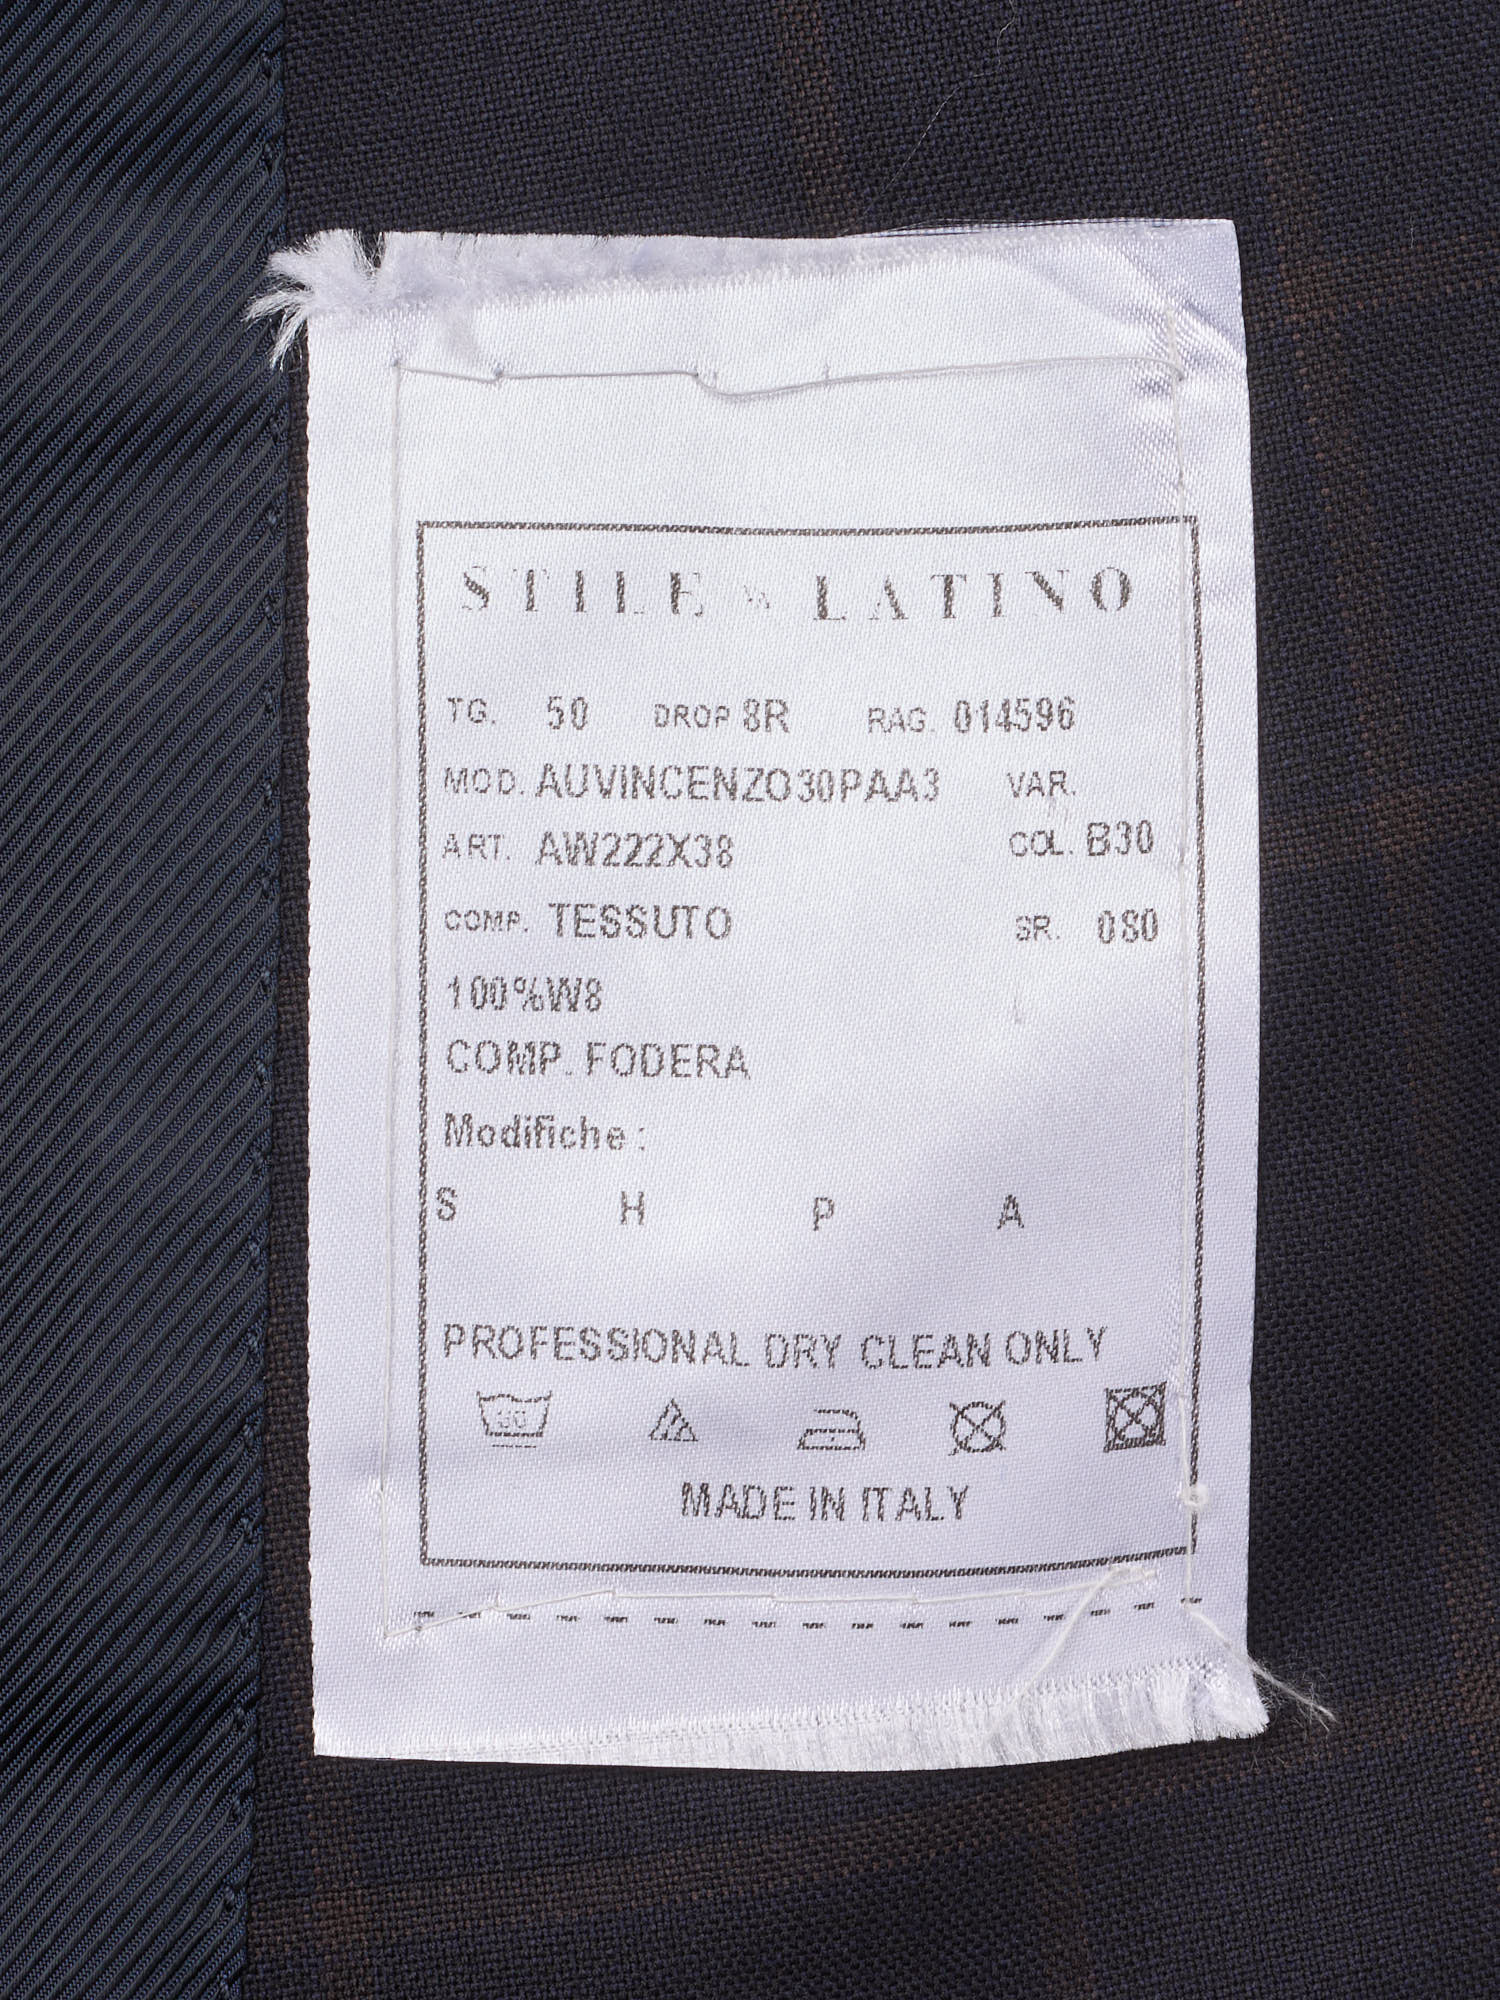 STILE LATINO
TG. 50 DROP 8R RAG. 014596
MOD. AUVINCENZO30PAA3 VAR.
ART. AW222X38 COL. B30
COMP. TESSUTO SR. 080
100%W8
COMP. FODERA
Modifiche :
S H P A
PROFESSIONAL DRY CLEAN ONLY
MADE IN ITALY